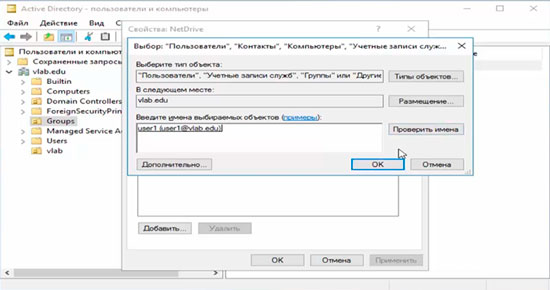 Active Directory - пользователи и компьютеры
Файл Действие
Пользователи и компьюте
Сохраненные запросы
vlab.edu
Builtin
Computers
Domain Controllers
ForeignSecurityPrin
Groups
Managed Service Ac
Users
vlab
Свойства: NetDrive
Выбор: "Пользователи", "Контакты", "Компьютеры", "Учетные записи служ...
Выберите тип объекта:
"Пользователи", "Учетные записи служб", "Группы" или "Другие
Типы объектов...
В следующем месте:
vlab.edu
Размещение...
Введите имена выбираемых объектов (примеры):
user1 (user1@vlab.edu)
Проверить имена
Дополнительно...
OK
Отмена
Добавить...
Удалить
OK
Отмена
Применить